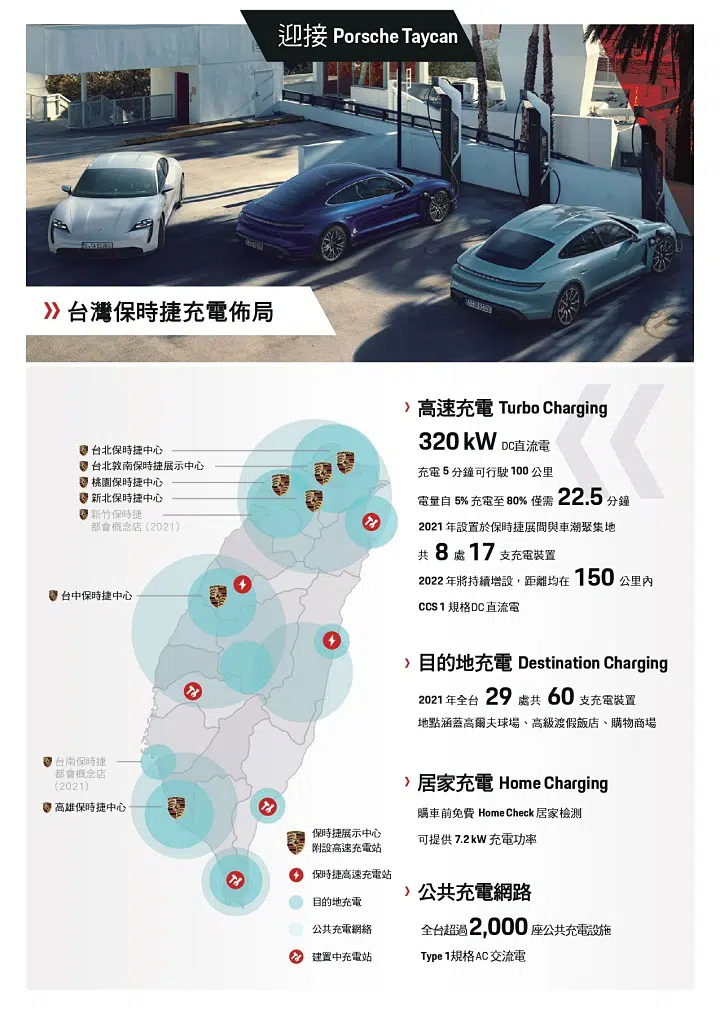 迎接 Porsche Taycan
台灣保時捷充電佈局
台北保時捷中心
台北敦南保時捷展示中心
桃園保時捷中心
新北保時捷中心
新竹保時捷
都會概念店 (2021)
台中保時捷中心
台南保時捷
都會概念店
(2021)
高雄保時捷中心
保時捷展示中心
附設高速充電站
保時捷高速充電站
目的地充電
公共充電網絡
建置中充電站
高速充電 Turbo Charging
320 kW DC直流電
充電 5 分鐘可行駛 100 公里
電量自 5% 充電至 80% 僅需 22.5 分鐘
2021 年設置於保時捷展間與車潮聚集地
共 8 處 17 支充電裝置
2022 年將持續增設，距離均在 150 公里內
CCS 1 規格DC 直流電
目的地充電 Destination Charging
2021 年全台 29 處共 60 支充電裝置
地點涵蓋高爾夫球場、高級渡假飯店、購物商場
居家充電 Home Charging
購車前免費 Home Check 居家檢測
可提供 7.2 kW 充電功率
公共充電網路
全台超過 2,000 座公共充電設施
Type 1規格AC 交流電